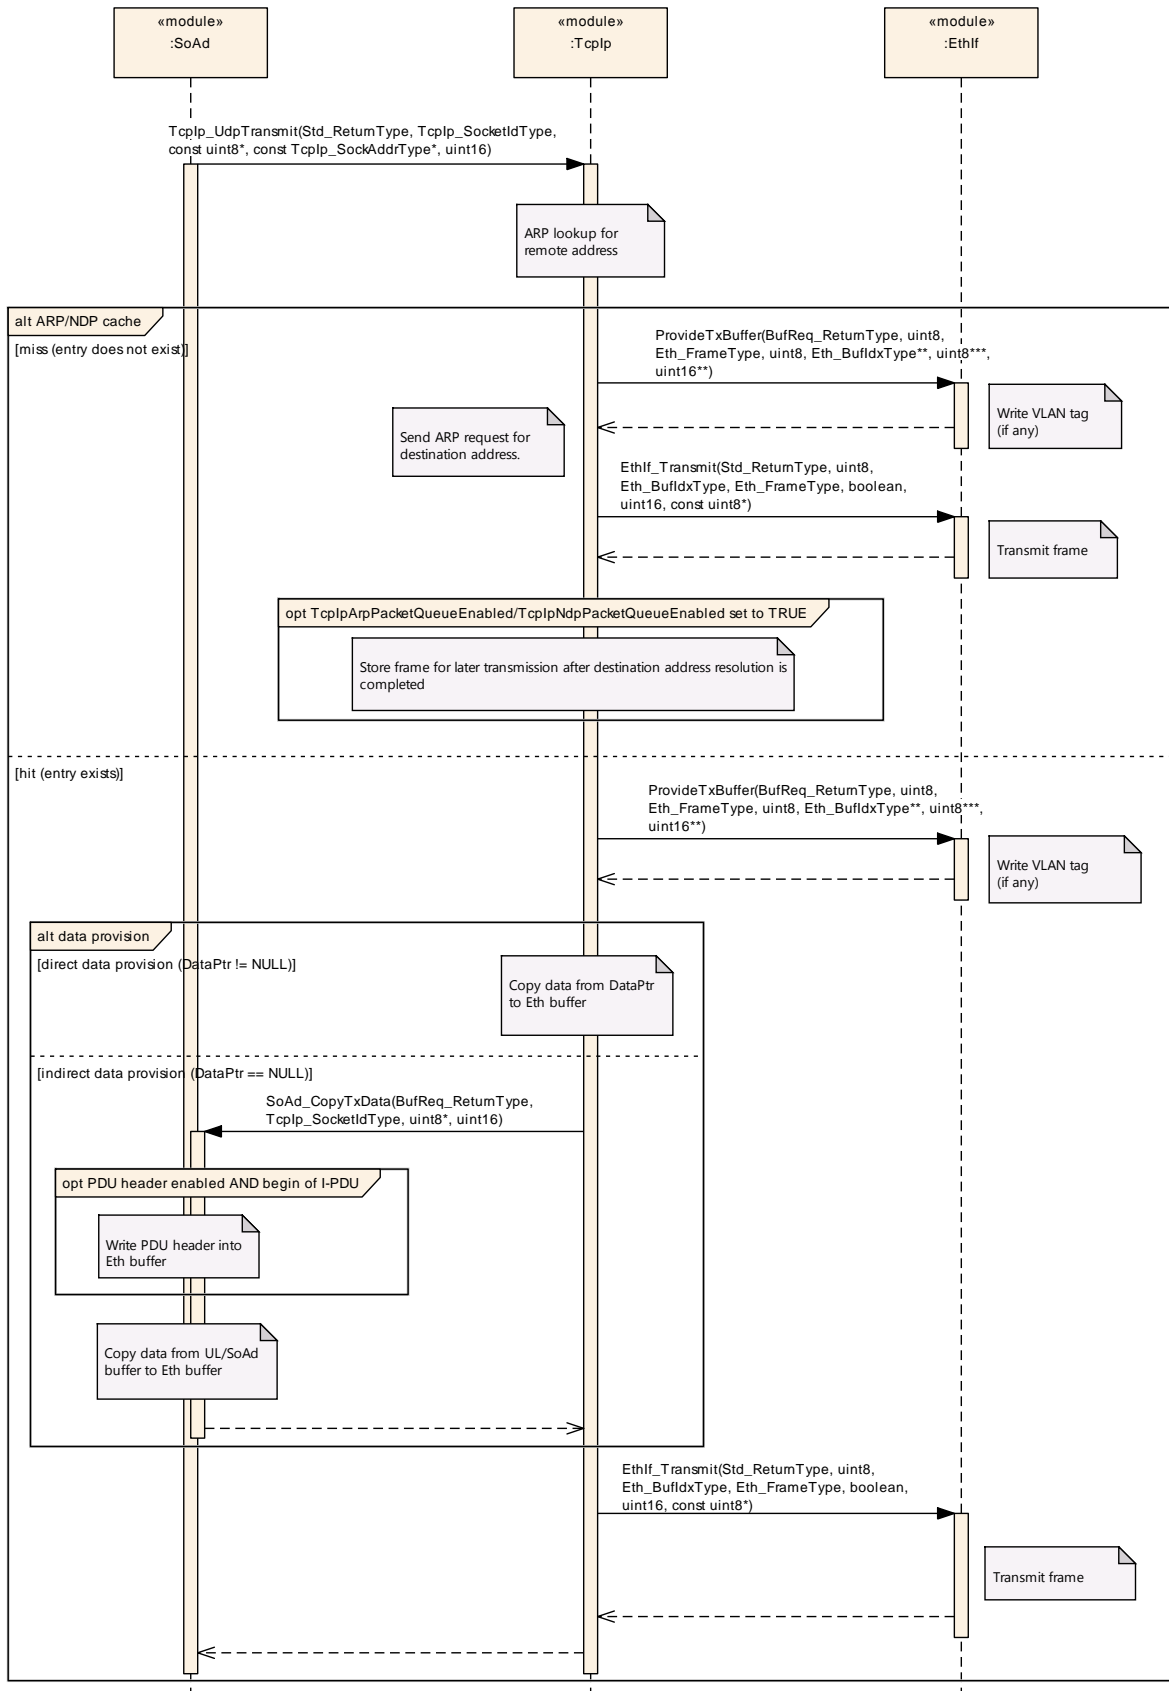 «module»
:SoAd
«module»
:TcpIp
«module»
:EthIf
TcpIp_UdpTransmit(Std_ReturnType, TcpIp_SocketIdType,
const uint8*, const TcpIp_SockAddrType*, uint16)
ARP lookup for
remote address
alt ARP/NDP cache
[miss (entry does not exist)]
ProvideTxBuffer(BufReq_ReturnType, uint8,
Eth_FrameType, uint8, Eth_BufIdxType**, uint8***,
uint16**)
Write VLAN tag
(if any)
Send ARP request for
destination address.
EthIf_Transmit(Std_ReturnType, uint8,
Eth_BufIdxType, Eth_FrameType, boolean,
uint16, const uint8*)
Transmit frame
opt TcpIpArpPacketQueueEnabled/TcpIpNdpPacketQueueEnabled set to TRUE
Store frame for later transmission after destination address resolution is
completed
[hit (entry exists)]
ProvideTxBuffer(BufReq_ReturnType, uint8,
Eth_FrameType, uint8, Eth_BufIdxType**, uint8***,
uint16**)
Write VLAN tag
(if any)
alt data provision
[direct data provision (DataPtr != NULL)]
Copy data from DataPtr
to Eth buffer
[indirect data provision (DataPtr == NULL)]
SoAd_CopyTxData(BufReq_ReturnType,
TcpIp_SocketIdType, uint8*, uint16)
opt PDU header enabled AND begin of I-PDU
Write PDU header into
Eth buffer
Copy data from UL/SoAd
buffer to Eth buffer
EthIf_Transmit(Std_ReturnType, uint8,
Eth_BufIdxType, Eth_FrameType, boolean,
uint16, const uint8*)
Transmit frame